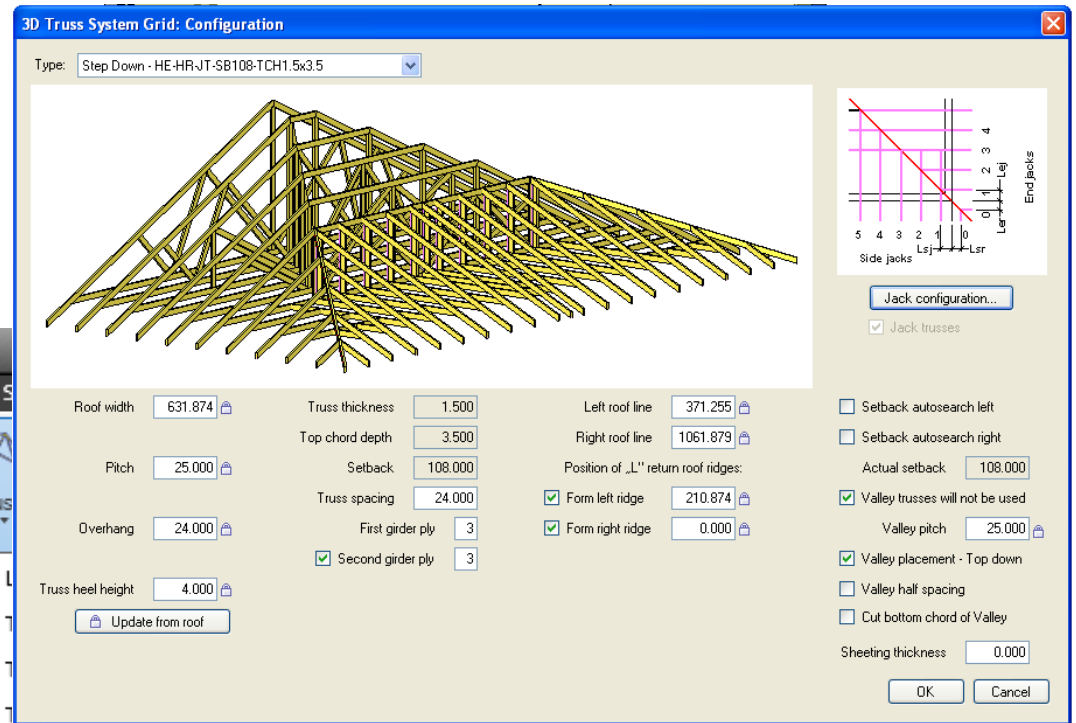 3D Truss System Grid: Configuration
Type: Step Down - HE-HR-JT-SB108-TCH1.5x3.5
4
3
2
1
0
Lej
Ler
End jacks
5 4 3 2 1 0
Lsj Lsr
Side jacks
Jack configuration...
Jack trusses
Roof width 631.874 Truss thickness 1.500 Left roof line 371.255 Setback autosearch left
Top chord depth 3.500 Right roof line 1061.879 Setback autosearch right
Pitch 25.000 Setback 108.000 Position of „L" return roof ridges: Actual setback 108.000
Truss spacing 24.000 Form left ridge 210.874 Valley trusses will not be used
Overhang 24.000 First girder ply 3 Form right ridge 0.000 Valley pitch 25.000
Second girder ply 3 Valley placement - Top down
Truss heel height 4.000 Valley half spacing
Update from roof Cut bottom chord of Valley
Sheeting thickness 0.000
OK Cancel